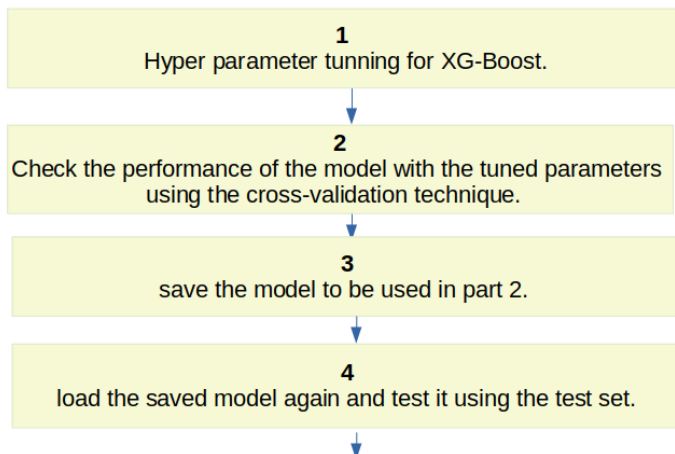 1
Hyper parameter tunning for XG-Boost.
2
Check the performance of the model with the tuned parameters
using the cross-validation technique.
3
save the model to be used in part 2.
4
load the saved model again and test it using the test set.